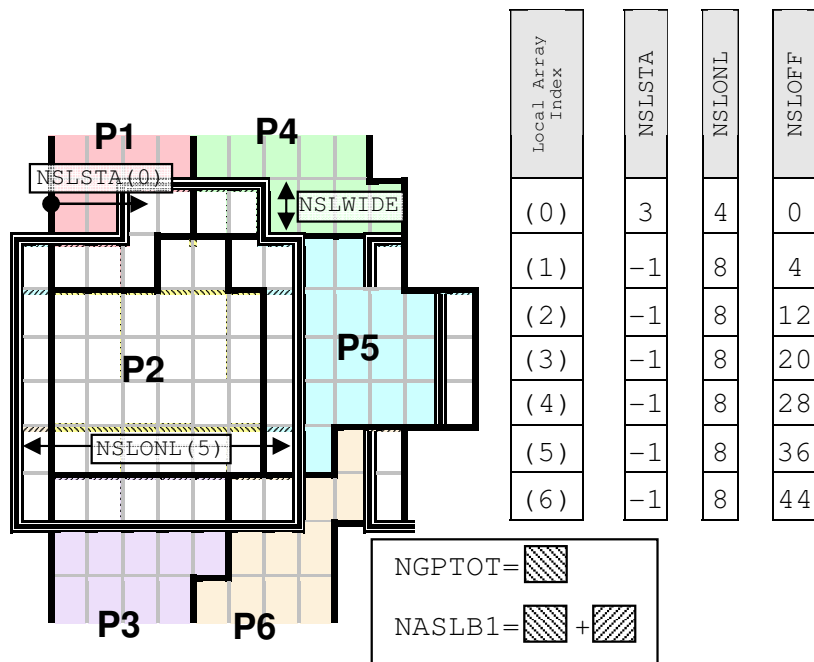 P1
P4
NSLSTA(0)
NSLWIDE
P2
P5
NSLONL(5)
P3
P6
Local Array
Index
NSLSTA
NSLONL
NSLOFF
(0) 3 4 0
(1) −1 8 4
(2) −1 8 12
(3) −1 8 20
(4) −1 8 28
(5) −1 8 36
(6) −1 8 44
NGPTOT=
NASLB1= +